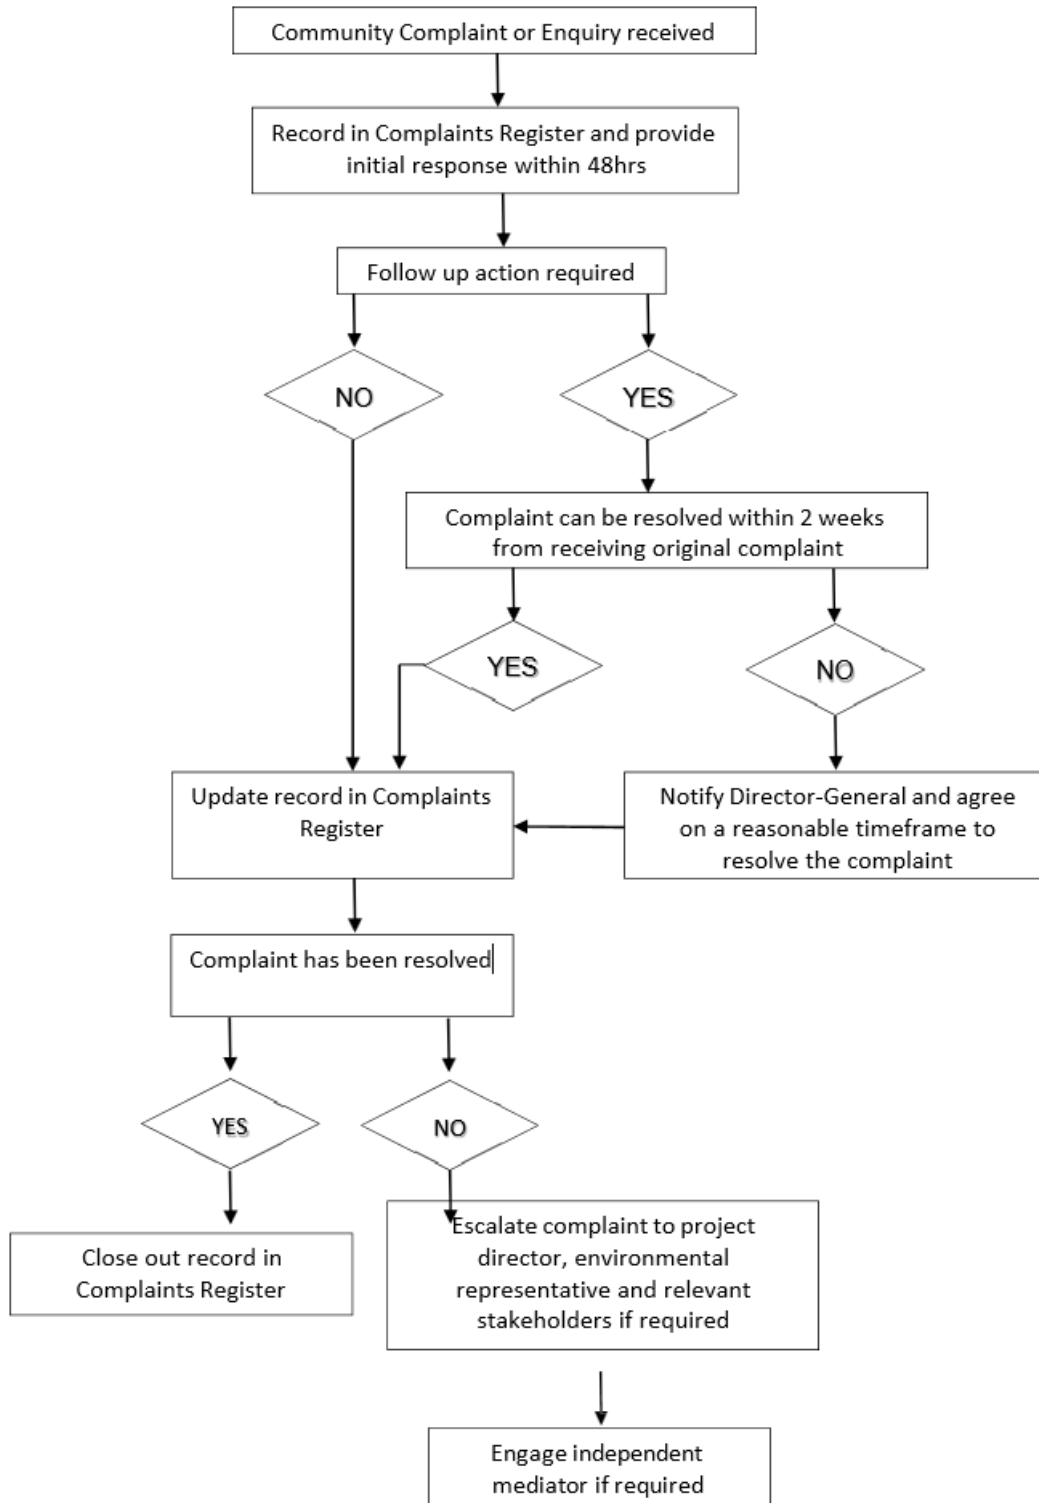 Community Complaint or Enquiry received
Record in Complaints Register and provide
initial response within 48hrs
Follow up action required
NO
YES
Complaint can be resolved within 2 weeks
from receiving original complaint
YES
NO
Update record in Complaints
Register
Notify Director-General and agree
on a reasonable timeframe to
resolve the complaint
Complaint has been resolved
YES
NO
Close out record in
Complaints Register
Escalate complaint to project
director, environmental
representative and relevant
stakeholders if required
Engage independent
mediator if required